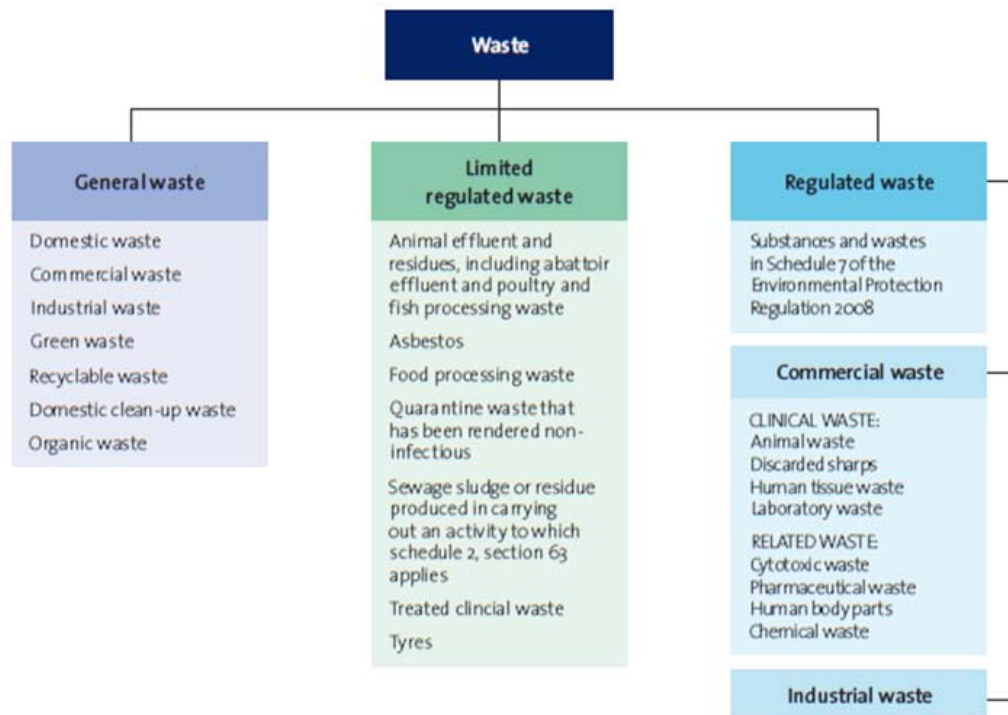 Waste
General waste
Domestic waste
Commercial waste
Industrial waste
Green waste
Recyclable waste
Domestic clean-up waste
Organic waste
Limited
regulated waste
Animal effluent and
residues, including abattoir
effluent and poultry and
fish processing waste
Asbestos
Food processing waste
Quarantine waste that
has been rendered non-
infectious
Sewage sludge or residue
produced in carrying
out an activity to which
schedule 2, section 63
applies
Treated clincial waste
Tyres
Regulated waste
Substances and wastes
in Schedule 7 of the
Environmental Protection
Regulation 2008
Commercial waste
CLINICAL WASTE:
Animal waste
Discarded sharps
Human tissue waste
Laboratory waste
RELATED WASTE:
Cytotoxic waste
Pharmaceutical waste
Human body parts
Chemical waste
Industrial waste